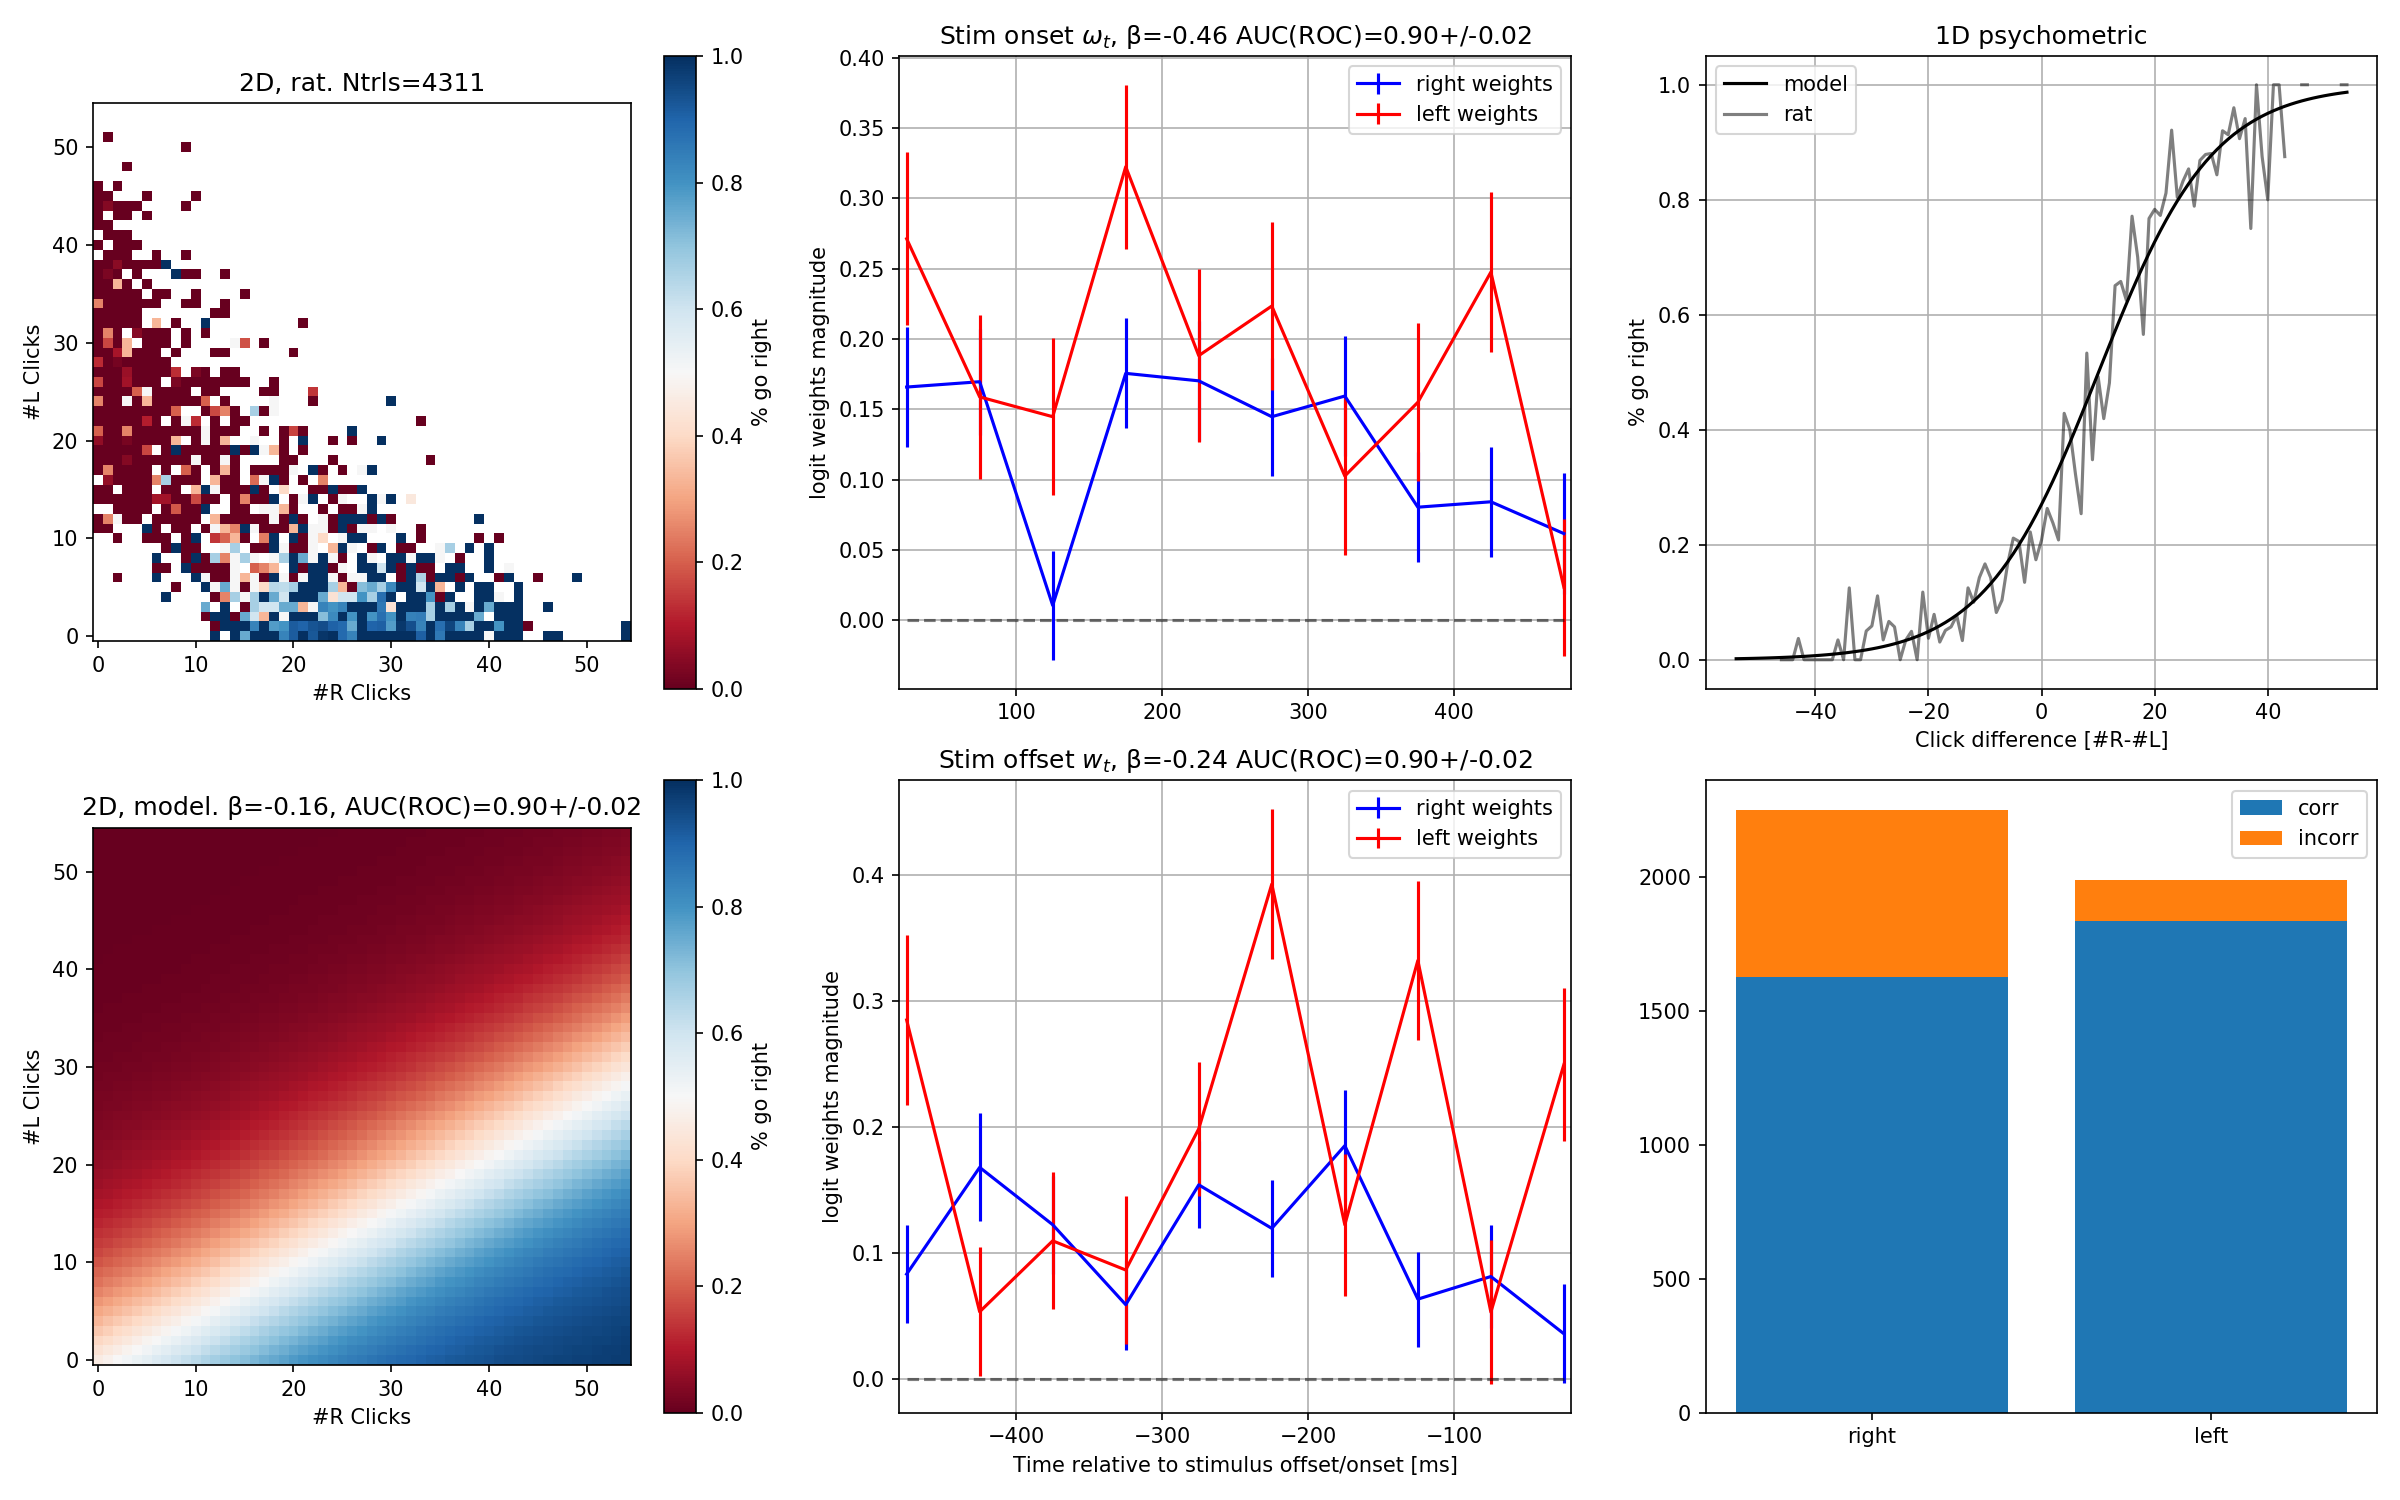 2D, rat. Ntrls=4311
#L Clicks
50
40
30
20
10
0
0 10 20 30 40 50
#R Clicks
1.0
0.8
0.6
0.4
0.2
0.0
% go right
Stim onset ωt, β=-0.46 AUC(ROC)=0.90+/-0.02
logit weights magnitude
0.40
0.35
0.30
0.25
0.20
0.15
0.10
0.05
0.00
right weights
left weights
100 200 300 400
1D psychometric
% go right
1.0
0.8
0.6
0.4
0.2
0.0
model
rat
−40 −20 0 20 40
Click difference [#R-#L]
2D, model. β=-0.16, AUC(ROC)=0.90+/-0.02
#L Clicks
50
40
30
20
10
0
0 10 20 30 40 50
#R Clicks
1.0
0.8
0.6
0.4
0.2
0.0
% go right
Stim offset wt, β=-0.24 AUC(ROC)=0.90+/-0.02
logit weights magnitude
0.4
0.3
0.2
0.1
0.0
right weights
left weights
−400 −300 −200 −100
Time relative to stimulus offset/onset [ms]
2000
1500
1000
500
0
corr
incorr
right left